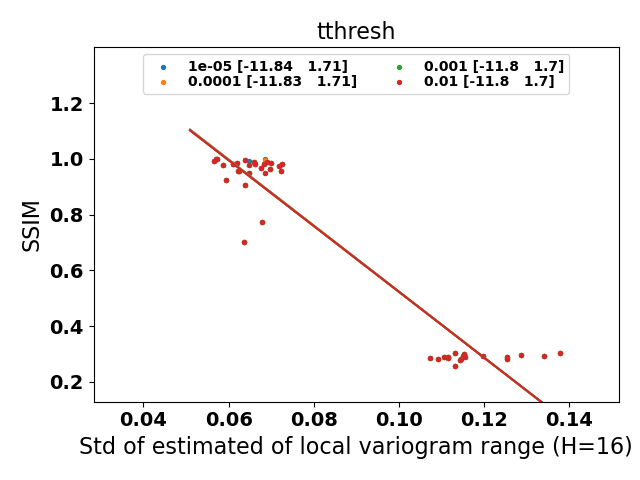 tthresh
1e-05 [-11.84   1.71]
0.0001 [-11.83   1.71]
0.001 [-11.8   1.7]
0.01 [-11.8   1.7]
SSIM
1.2
1.0
0.8
0.6
0.4
0.2
0.04 0.06 0.08 0.10 0.12 0.14
Std of estimated of local variogram range (H=16)